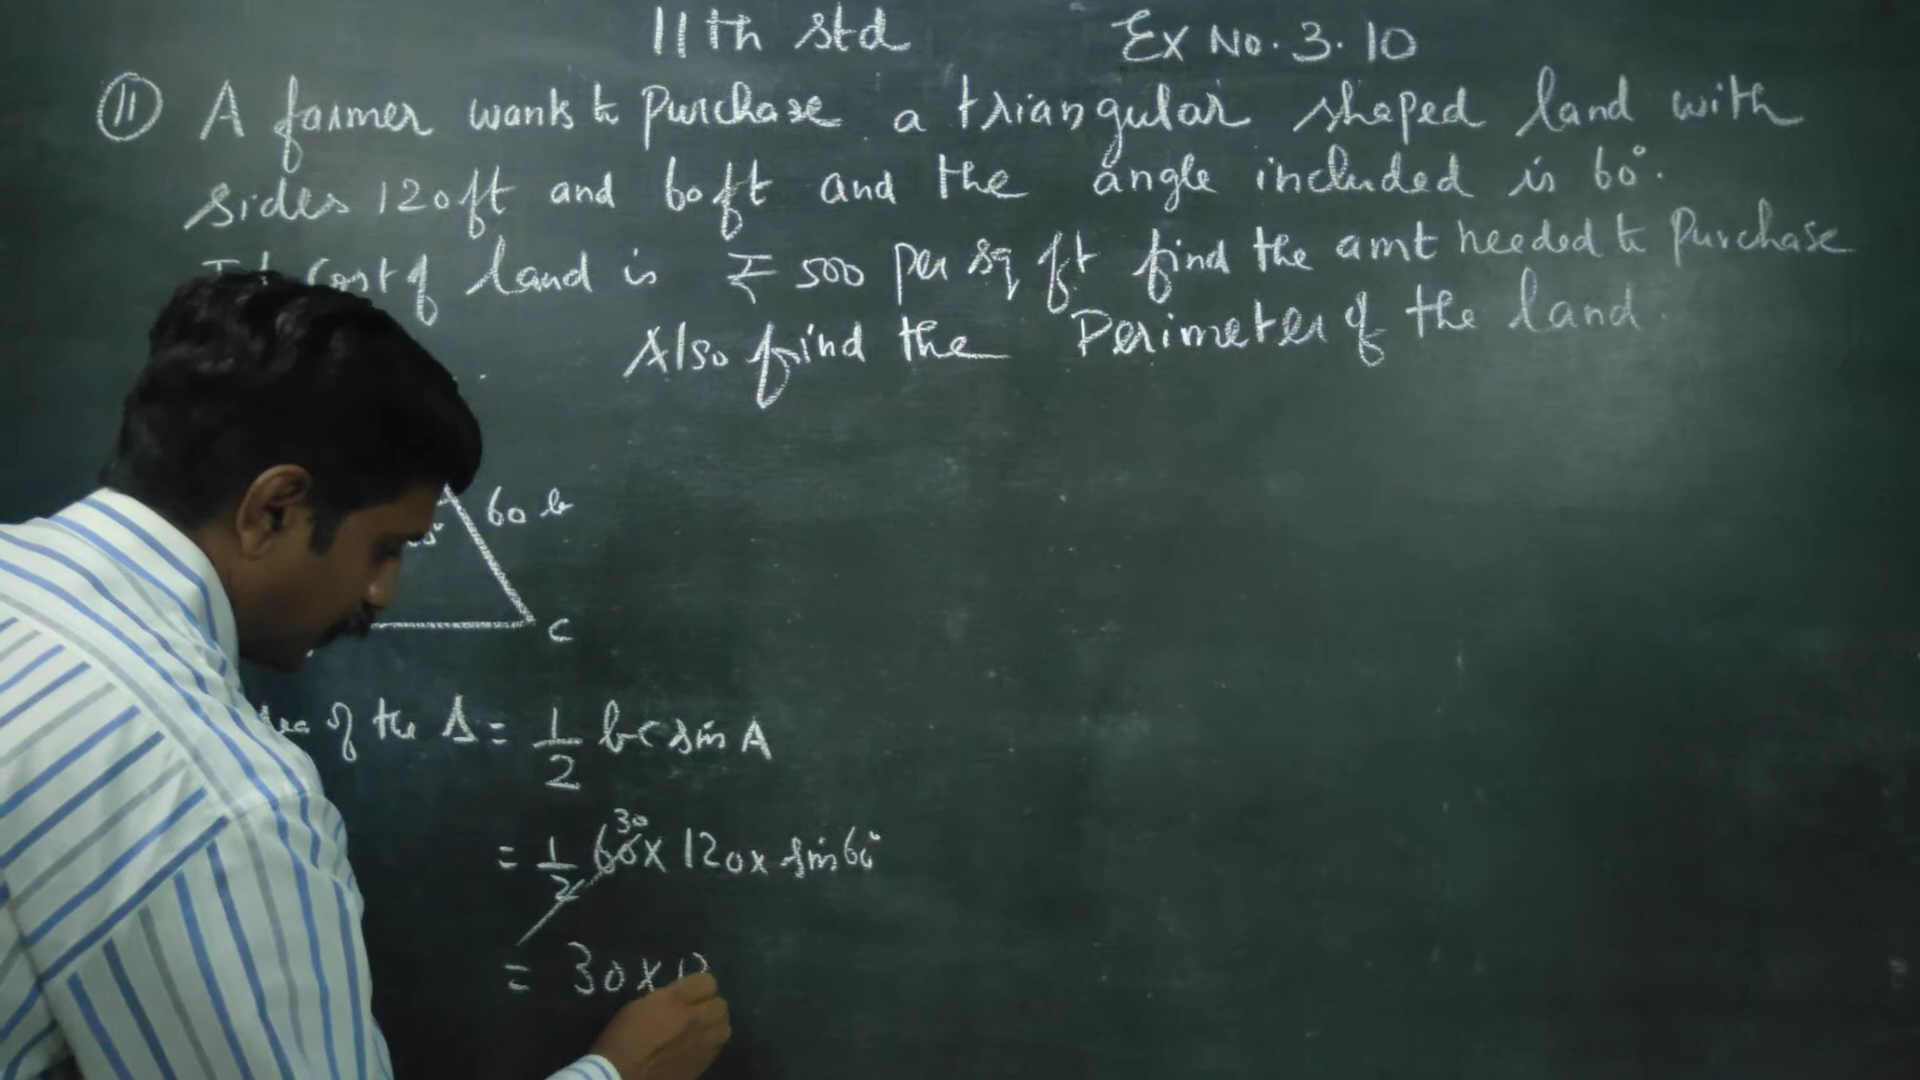 11th std Ex No. 3.10
11 A farmer wants to purchase a triangular shaped land with
sides 120ft and 60ft and the angle included is 60°.
cost of land is ₹ 500 per sq ft find the amt needed to purchase
Also find the Perimeter of the land.
60 b
C
of the Δ = 1/2 bc sin A
30
= 1/2 60 x 120 x sin 60°
= 30 x 12